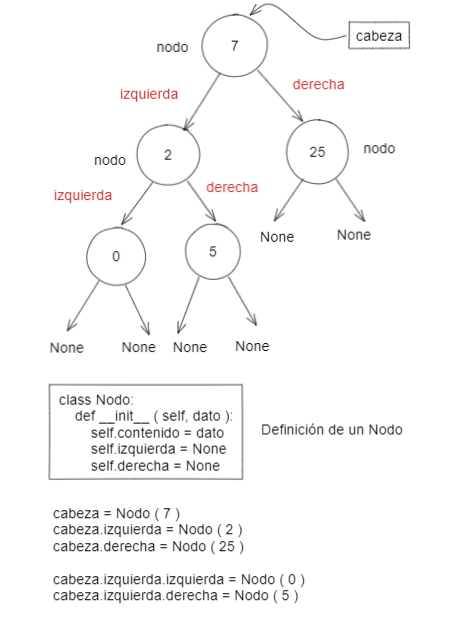 cabeza
nodo
7
izquierda
derecha
nodo
2
25
nodo
izquierda
derecha
0
5
None
None
None
None
None
None
class Nodo:
def __init__ ( self, dato ):
self.contenido = dato
self.izquierda = None
self.derecha = None
Definición de un Nodo
cabeza = Nodo ( 7 )
cabeza.izquierda = Nodo ( 2 )
cabeza.derecha = Nodo ( 25 )
cabeza.izquierda.izquierda = Nodo ( 0 )
cabeza.izquierda.derecha = Nodo ( 5 )